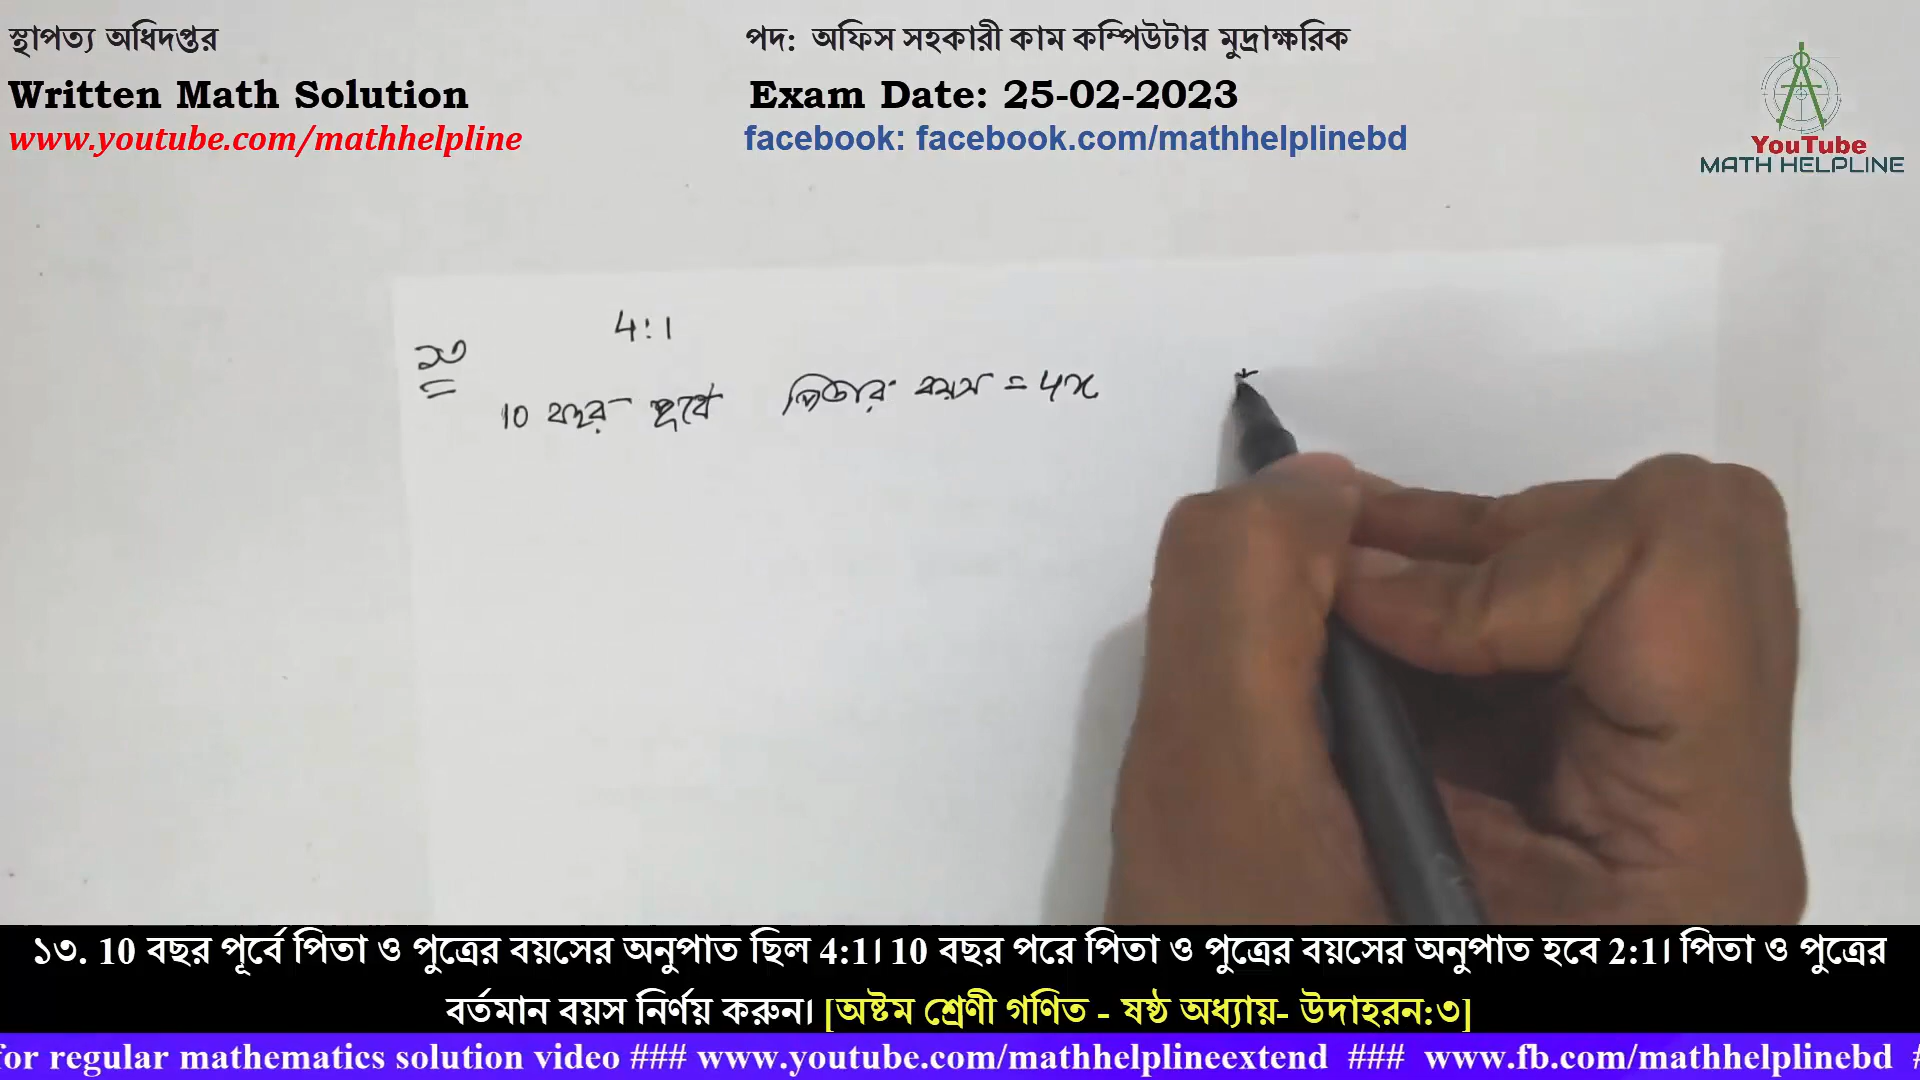 স্থাপত্য অধিদপ্তর
পদ: অফিস সহকারী কাম কম্পিউটার মুদ্রাক্ষরিক
Written Math Solution
Exam Date: 25-02-2023
www.youtube.com/mathhelpline
facebook: facebook.com/mathhelplinebd
YouTube
MATH HELPLINE
4:1
১৩
10 বছর পূর্বে পিতার বয়স = 4x
১৩. 10 বছর পূর্বে পিতা ও পুত্রের বয়সের অনুপাত ছিল 4:1। 10 বছর পরে পিতা ও পুত্রের বয়সের অনুপাত হবে 2:1। পিতা ও পুত্রের
বর্তমান বয়স নির্ণয় করুন। [অষ্টম শ্রেণী গণিত - ষষ্ঠ অধ্যায়- উদাহরন:৩]
for regular mathematics solution video ### www.youtube.com/mathhelplineextend ### www.fb.com/mathhelplinebd #